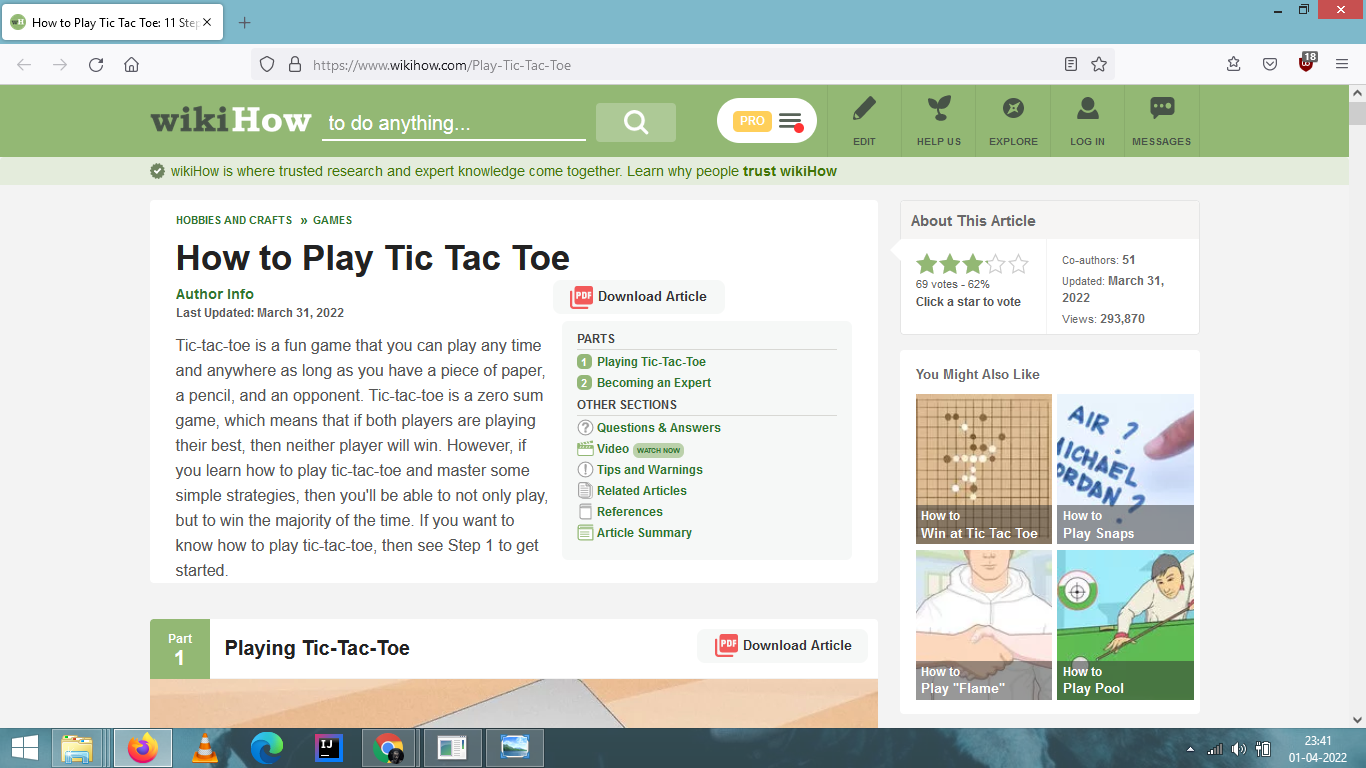 How to Play Tic Tac Toe: 11 Step
https://www.wikihow.com/Play-Tic-Tac-Toe
18
wikiHow to do anything...
PRO
EDIT
HELP US
EXPLORE
LOG IN
MESSAGES
wikiHow is where trusted research and expert knowledge come together. Learn why people trust wikiHow
HOBBIES AND CRAFTS » GAMES
How to Play Tic Tac Toe
Author Info
Last Updated: March 31, 2022
PDF Download Article
Tic-tac-toe is a fun game that you can play any time
and anywhere as long as you have a piece of paper,
a pencil, and an opponent. Tic-tac-toe is a zero sum
game, which means that if both players are playing
their best, then neither player will win. However, if
you learn how to play tic-tac-toe and master some
simple strategies, then you'll be able to not only play,
but to win the majority of the time. If you want to
know how to play tic-tac-toe, then see Step 1 to get
started.
PARTS
1 Playing Tic-Tac-Toe
2 Becoming an Expert
OTHER SECTIONS
Questions & Answers
Video WATCH NOW
Tips and Warnings
Related Articles
References
Article Summary
Part
1
Playing Tic-Tac-Toe
PDF Download Article
About This Article
69 votes - 62%
Click a star to vote
Co-authors: 51
Updated: March 31,
2022
Views: 293,870
You Might Also Like
How to
Win at Tic Tac Toe
AIR ?
MICHAEL
JORDAN ?
How to
Play Snaps
How to
Play "Flame"
How to
Play Pool
IJ
23:41
01-04-2022